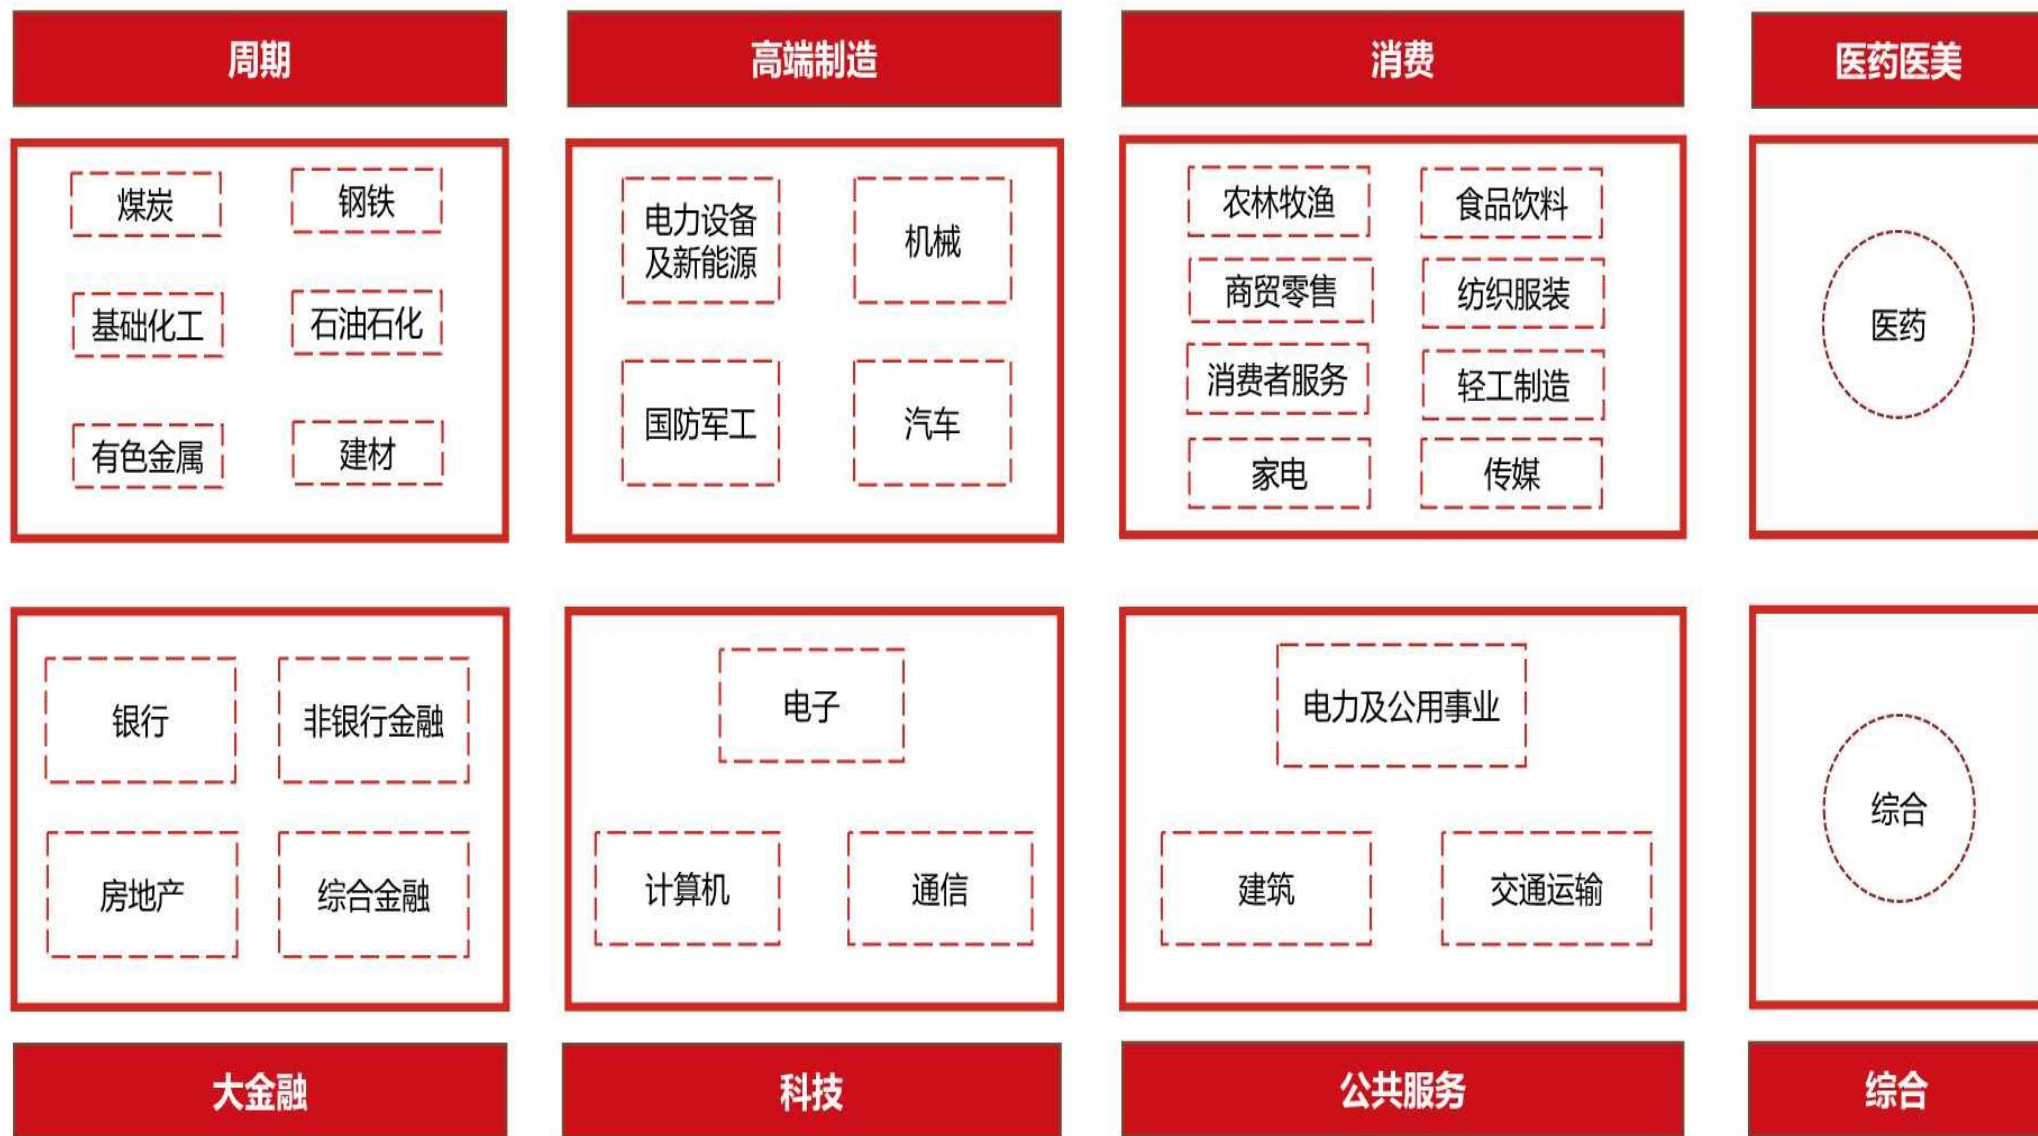 周期
高端制造
消费
医药医美
煤炭
钢铁
基础化工
石油石化
有色金属
建材
电力设备
及新能源
机械
国防军工
汽车
农林牧渔
食品饮料
商贸零售
纺织服装
消费者服务
轻工制造
家电
传媒
医药
银行
非银行金融
房地产
综合金融
电子
计算机
通信
电力及公用事业
建筑
交通运输
综合
大金融
科技
公共服务
综合